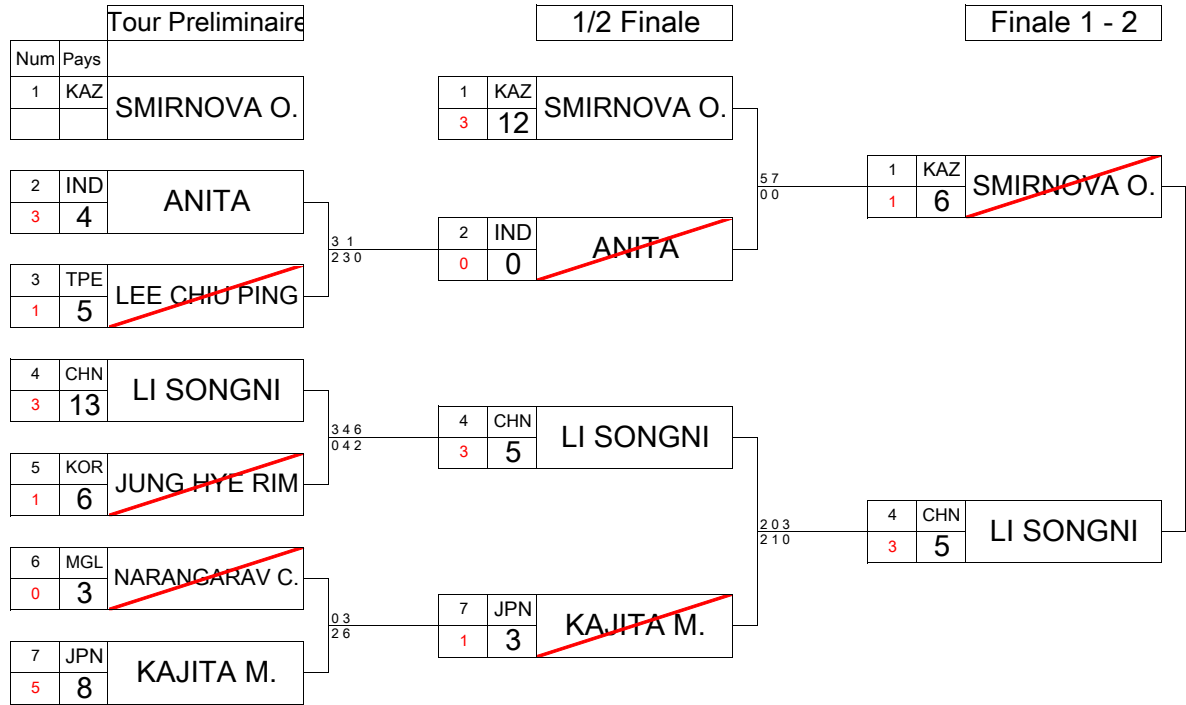 Tour Preliminaire
1/2 Finale
Finale 1 - 2
Num Pays
1 KAZ SMIRNOVA O.
2 IND ANITA
3 4
3 TPE LEE CHIU PING
1 5
3 1
2 3 0
4 CHN LI SONGNI
3 13
5 KOR JUNG HYE RIM
1 6
3 4 6
0 4 2
6 MGL NARANGARAV C.
0 3
7 JPN KAJITA M.
5 8
0 3
2 6
1 KAZ SMIRNOVA O.
3 12
2 IND ANITA
0 0
5 7
0 0
4 CHN LI SONGNI
3 5
7 JPN KAJITA M.
1 3
2 0 3
2 1 0
1 KAZ SMIRNOVA O.
1 6
4 CHN LI SONGNI
3 5